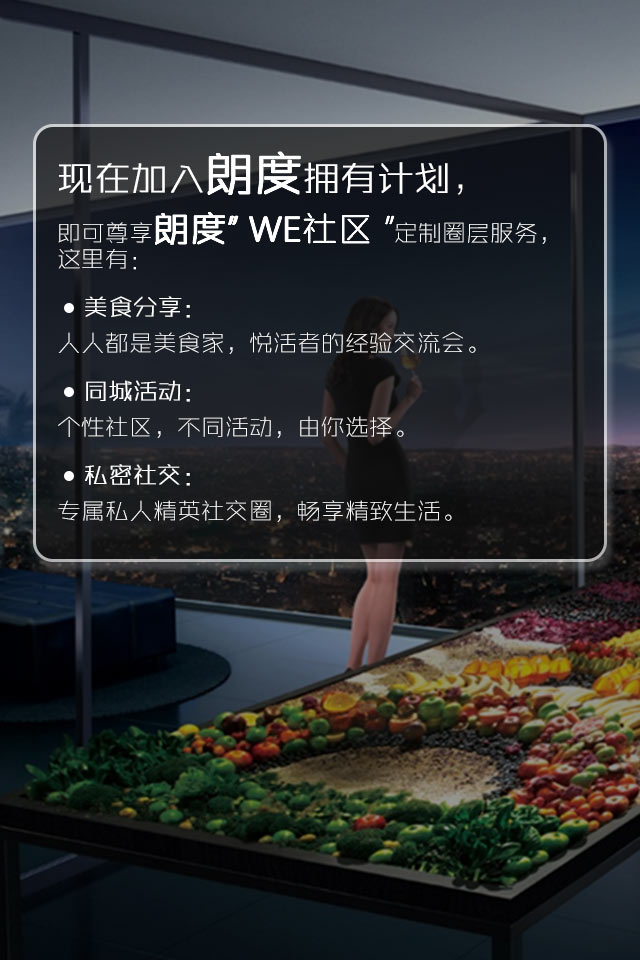 现在加入朗度拥有计划，
即可尊享朗度“WE社区”定制圈层服务，
这里有：
• 美食分享：
人人都是美食家，悦活者的经验交流会。
• 同城活动：
个性社区，不同活动，由你选择。
• 私密社交：
专属私人精英社交圈，畅享精致生活。